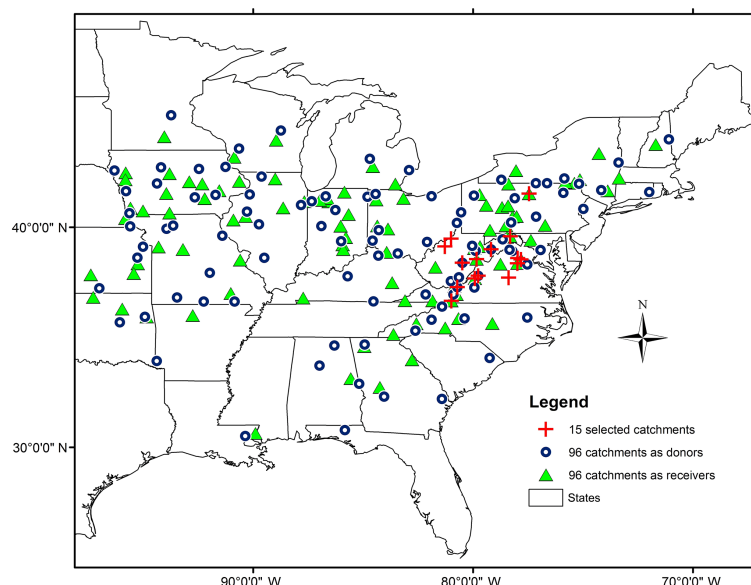 40°0'0" N
30°0'0" N
N
Legend
15 selected catchments
96 catchments as donors
96 catchments as receivers
States
90°0'0" W
80°0'0" W
70°0'0" W